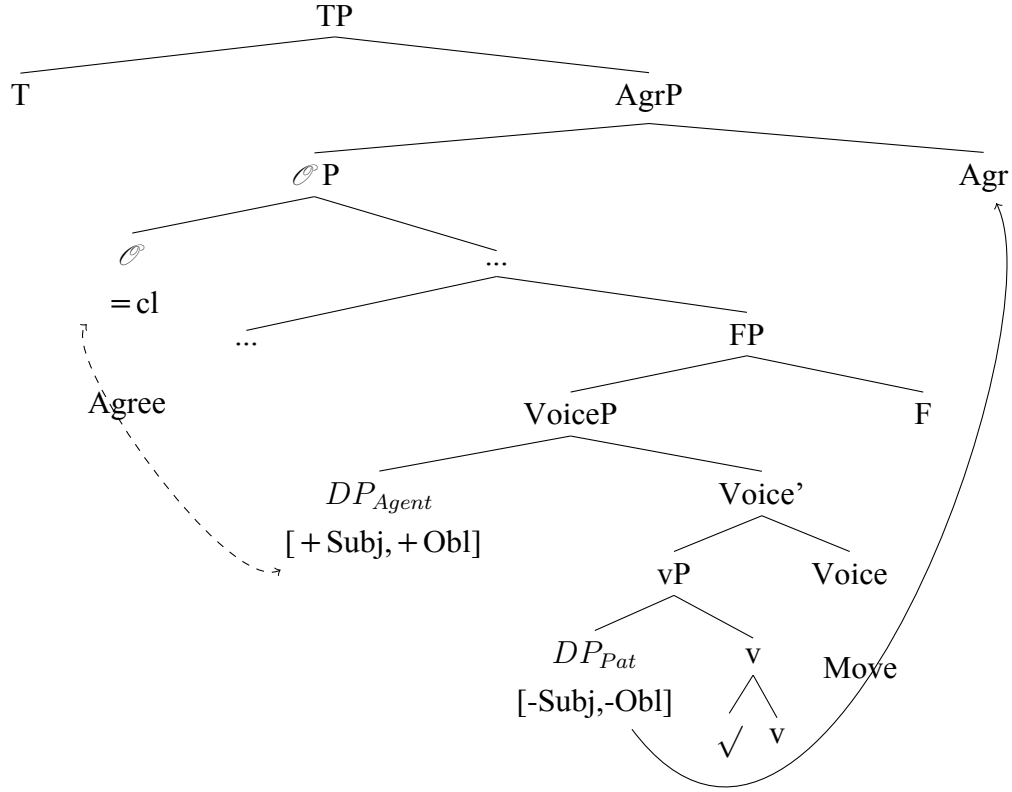 TP
T AgrP
𝒪P Agr
𝒪 ...
=cl
... FP
Agree VoiceP F
DP_Agent Voice’
[+Subj,+Obl]
vP Voice
DP_Pat v Move
[-Subj,-Obl]
√ v